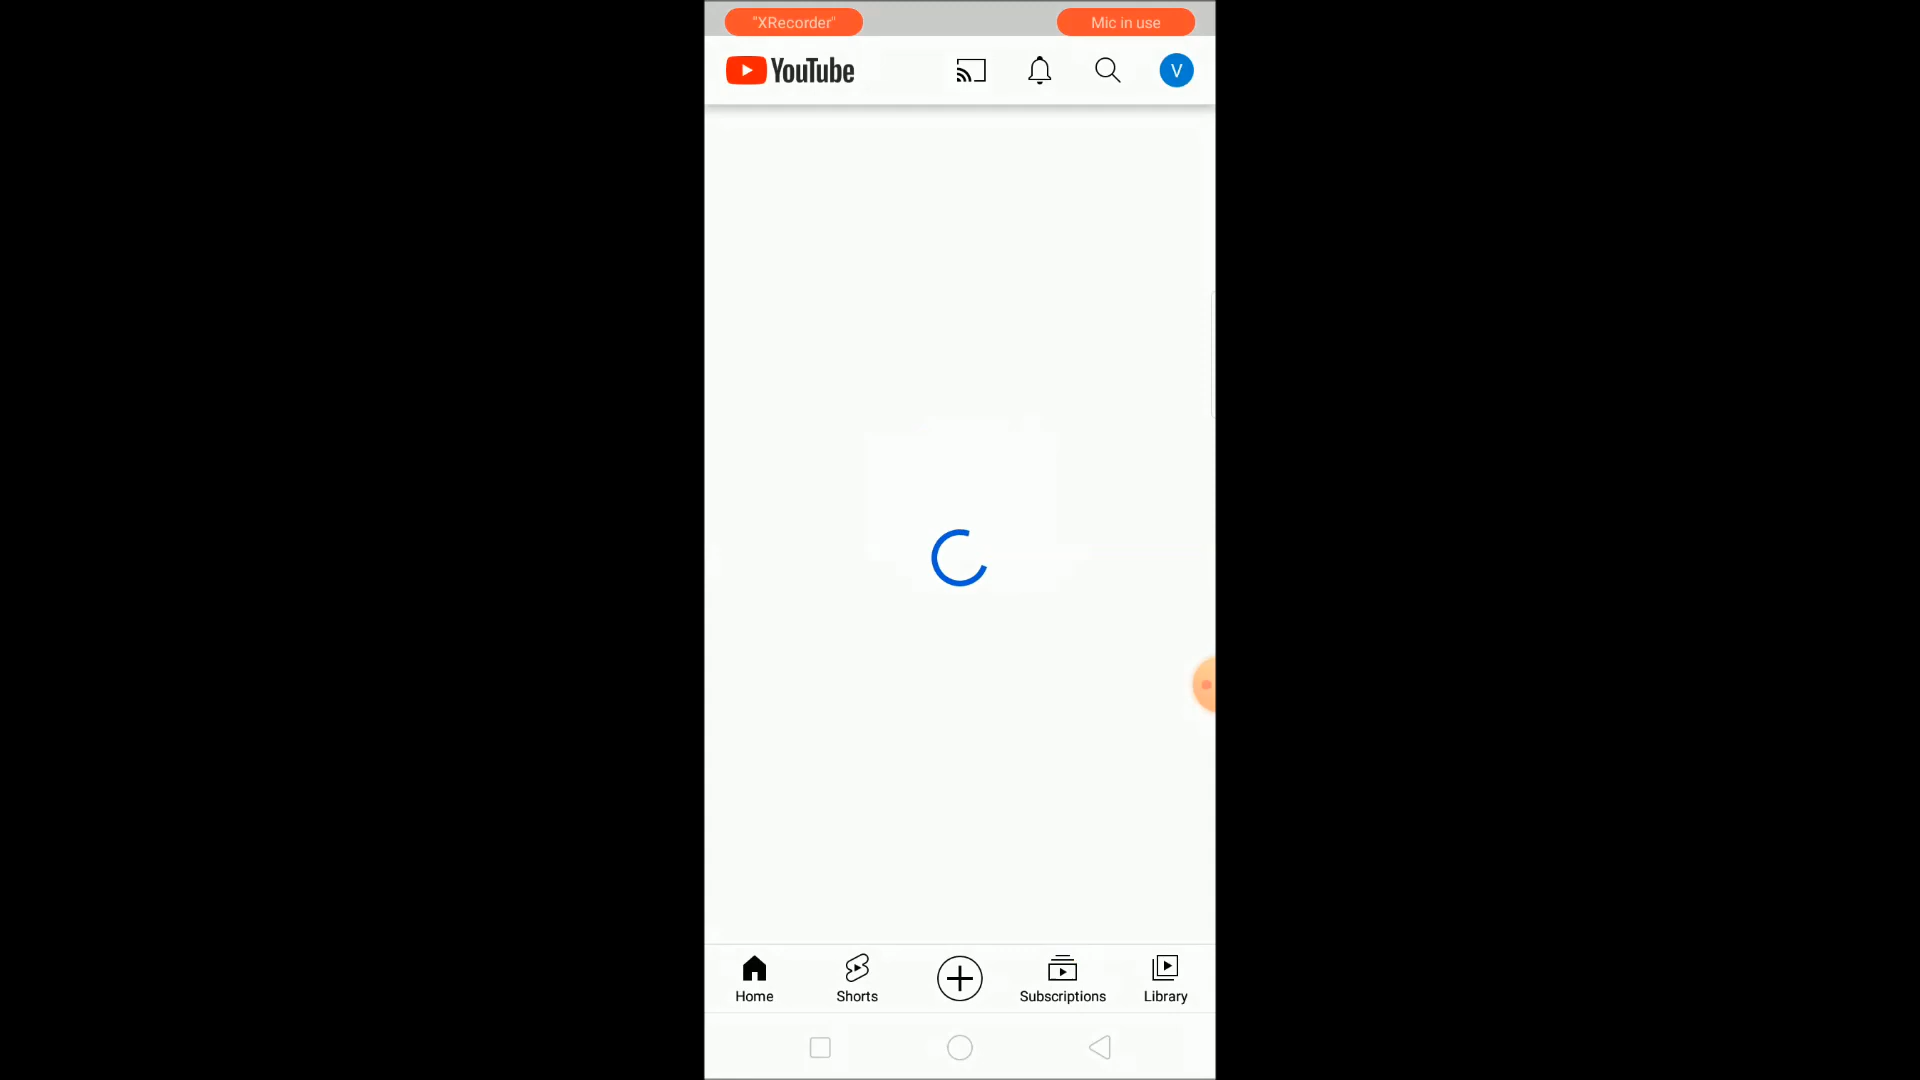 "XRecorder"
Mic in use
YouTube
V
Home
Shorts
Subscriptions
Library